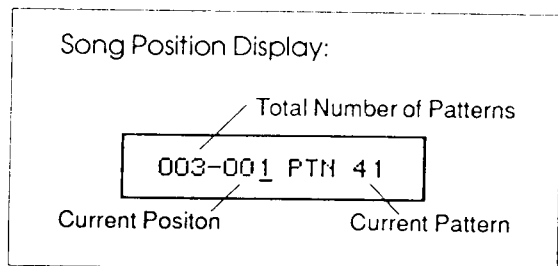 Song Position Display:
Total Number of Patterns
003-001 PTN 41
Current Positon
Current Pattern